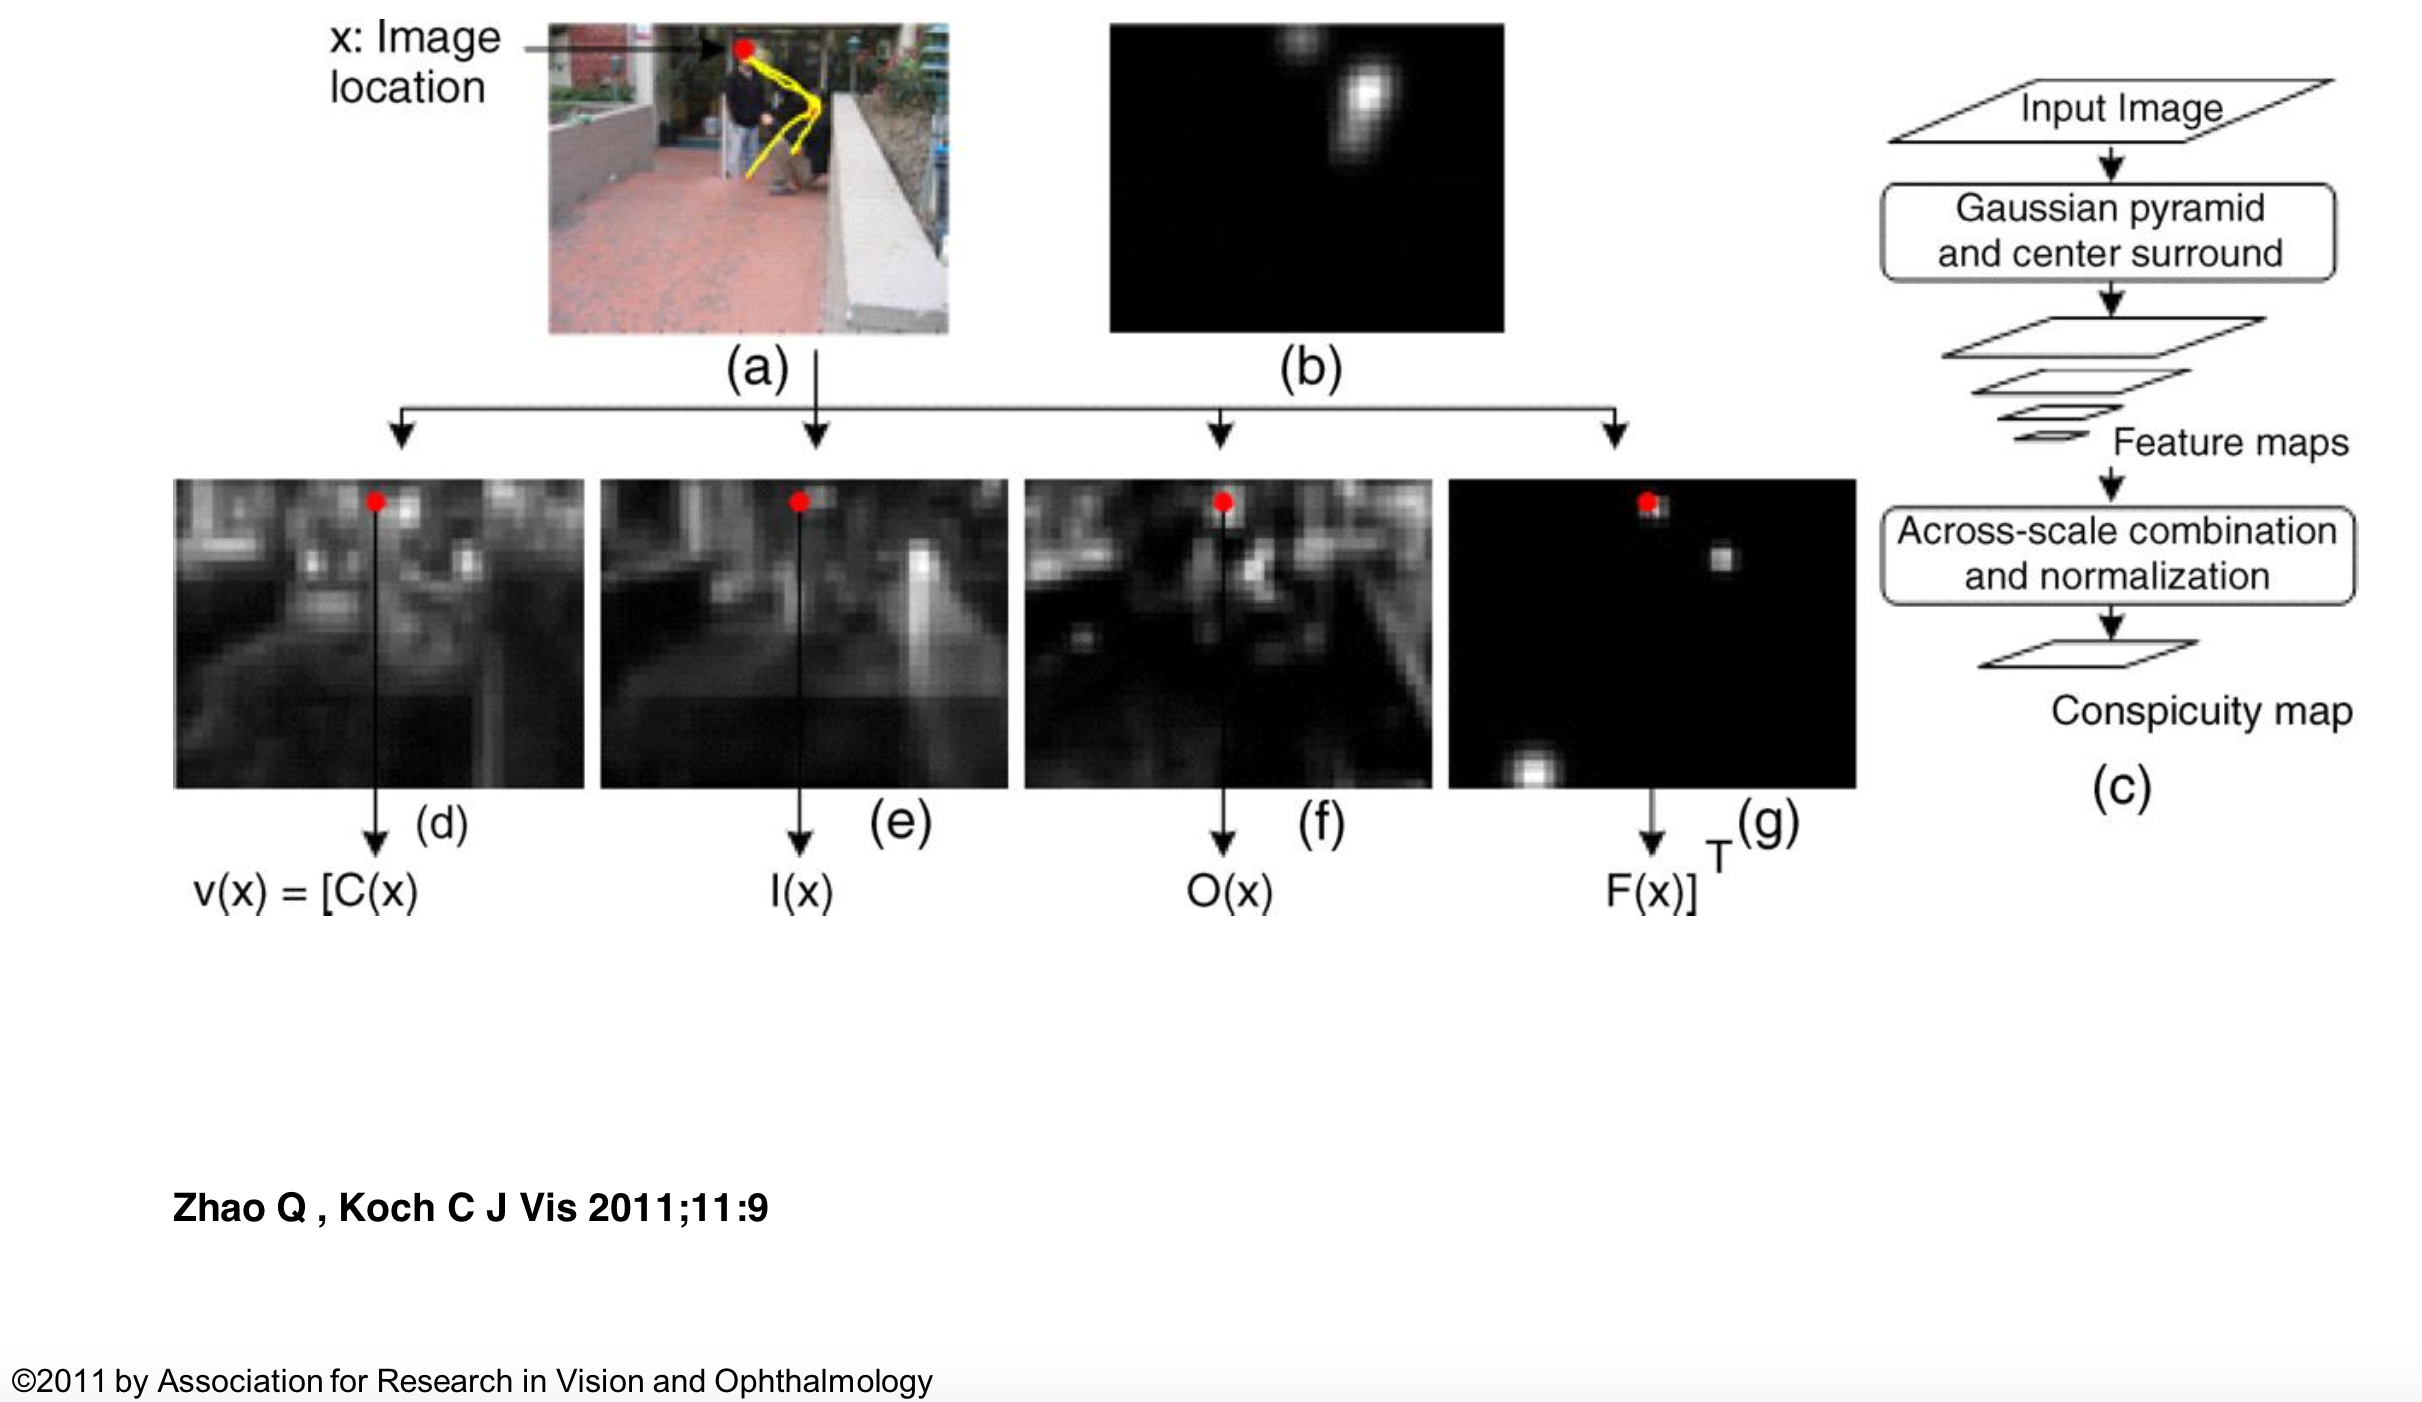 x: Image
location
(a)
(b)
Input Image
Gaussian pyramid
and center surround
Feature maps
Across-scale combination
and normalization
Conspicuity map
(c)
(d)
(e)
(f)
(g)
v(x) = [C(x)
I(x)
O(x)
F(x)] T
Zhao Q , Koch C J Vis 2011;11:9
©2011 by Association for Research in Vision and Ophthalmology